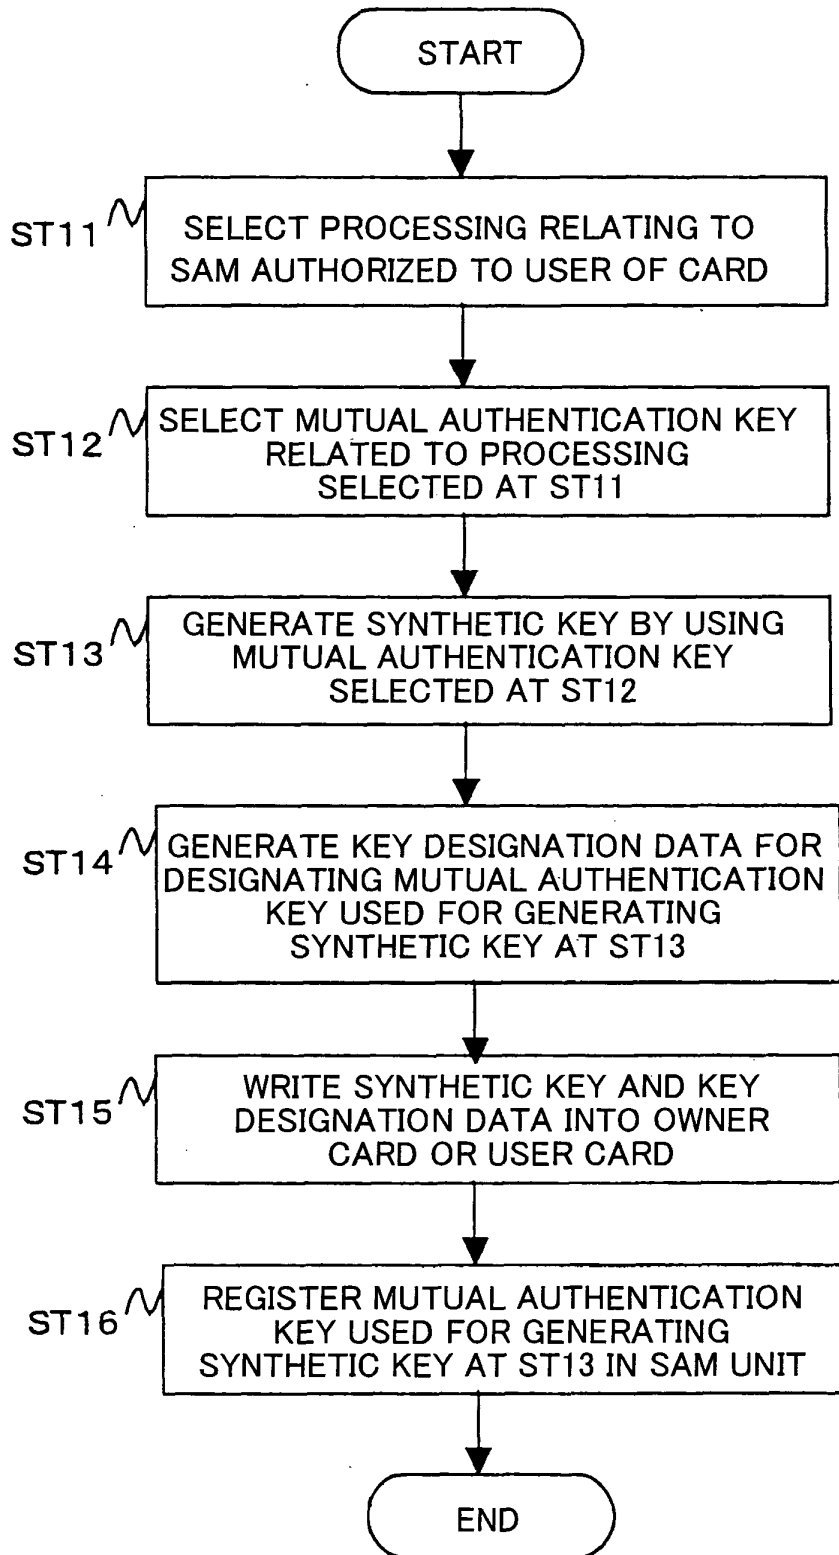 START
ST11
SELECT PROCESSING RELATING TO
SAM AUTHORIZED TO USER OF CARD
ST12
SELECT MUTUAL AUTHENTICATION KEY
RELATED TO PROCESSING
SELECTED AT ST11
ST13
GENERATE SYNTHETIC KEY BY USING
MUTUAL AUTHENTICATION KEY
SELECTED AT ST12
ST14
GENERATE KEY DESIGNATION DATA FOR
DESIGNATING MUTUAL AUTHENTICATION
KEY USED FOR GENERATING
SYNTHETIC KEY AT ST13
ST15
WRITE SYNTHETIC KEY AND KEY
DESIGNATION DATA INTO OWNER
CARD OR USER CARD
ST16
REGISTER MUTUAL AUTHENTICATION
KEY USED FOR GENERATING
SYNTHETIC KEY AT ST13 IN SAM UNIT
END